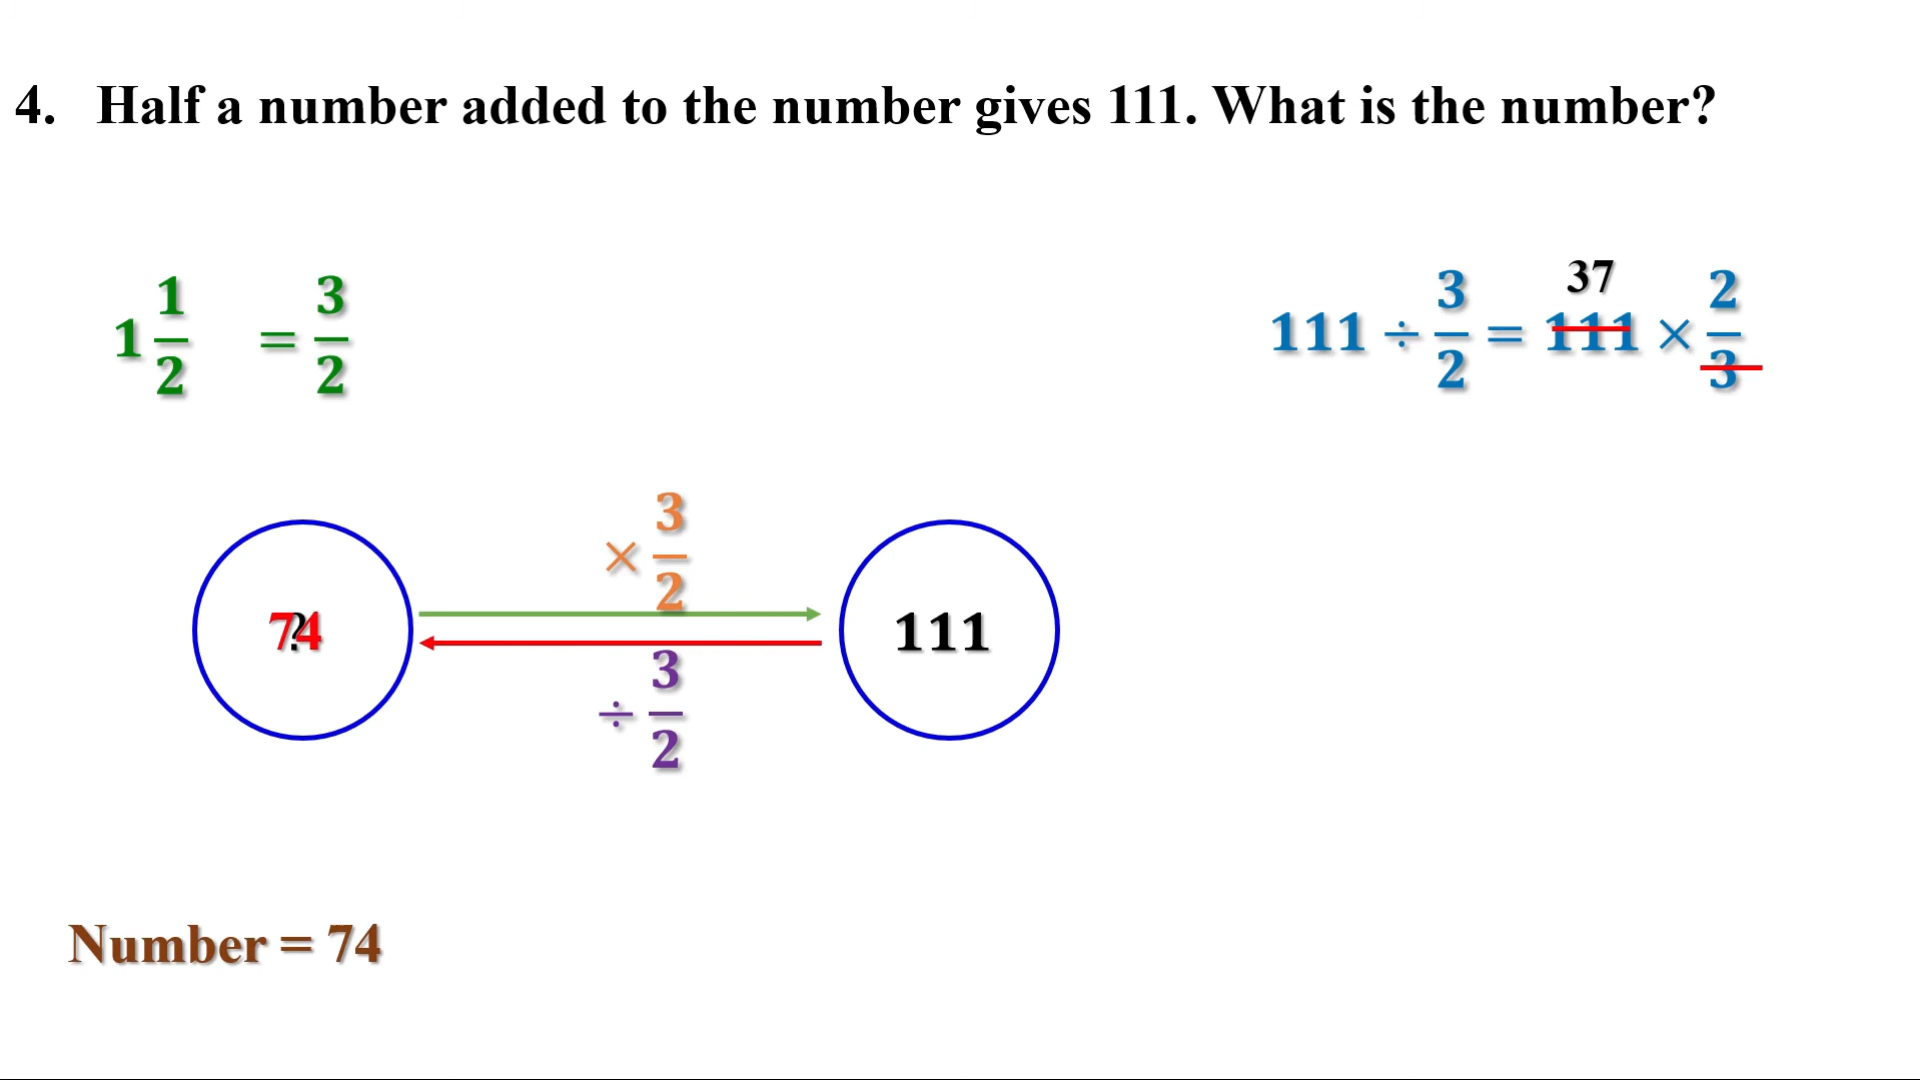 4. Half a number added to the number gives 111. What is the number?
1 1/2 = 3/2
37
111 ÷ 3/2 = 111 × 2/3
× 3/2
?
74
111
÷ 3/2
Number = 74